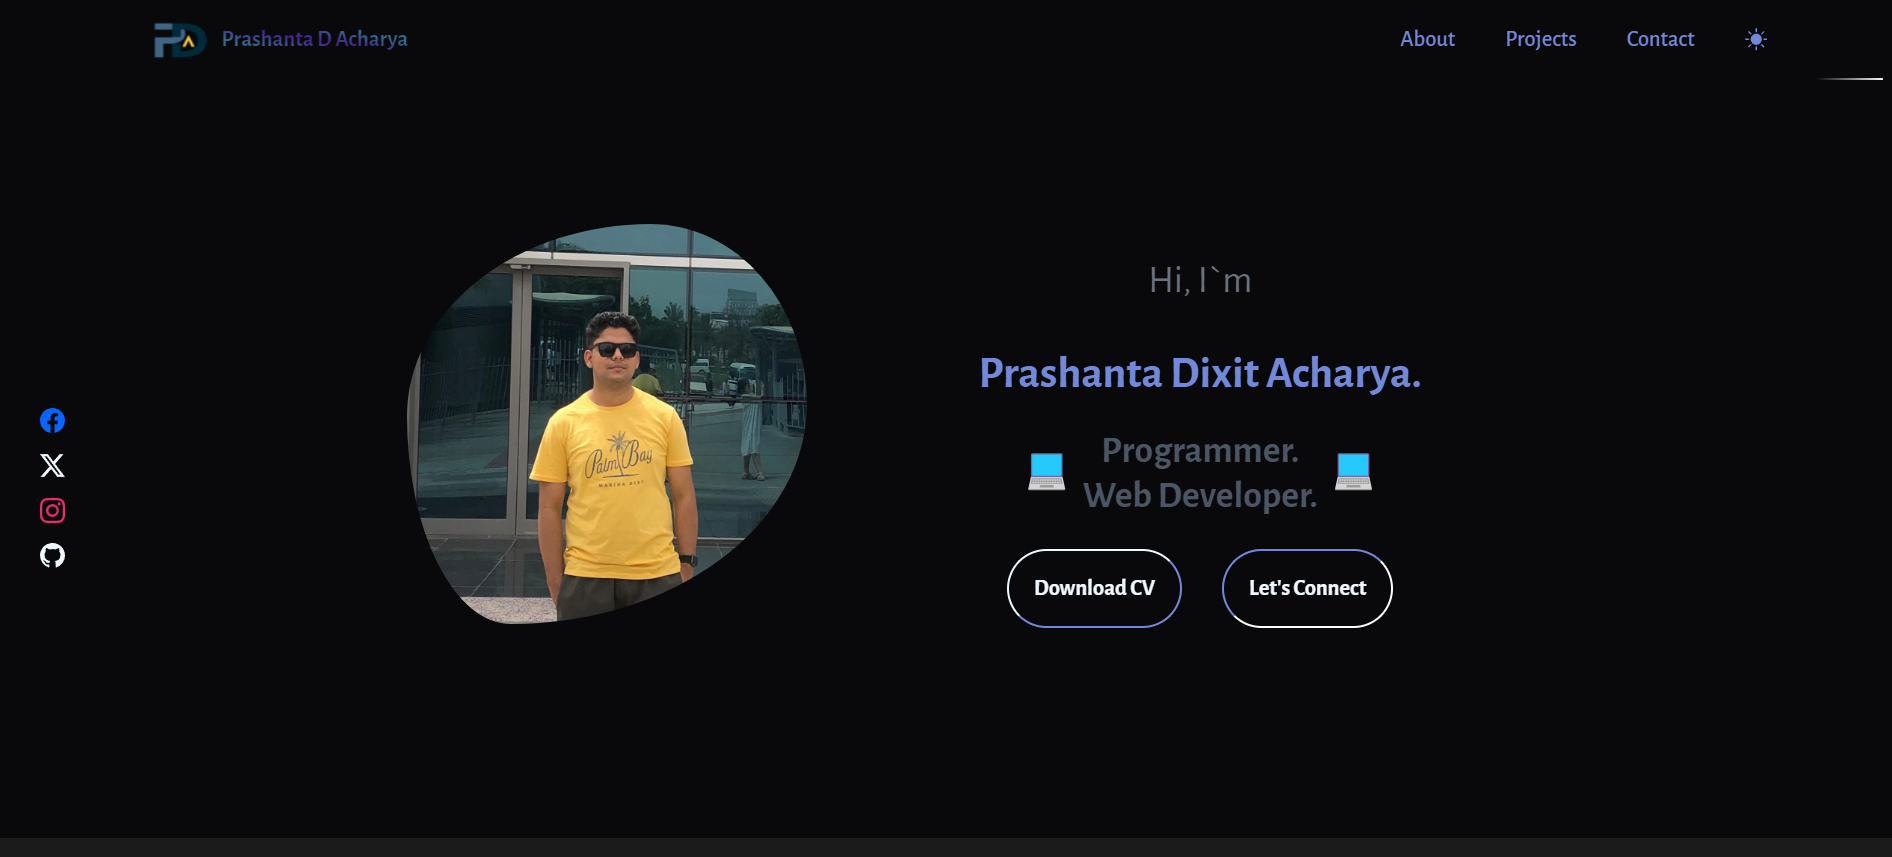 Prashanta D Acharya
About
Projects
Contact
Hi, I`m
Prashanta Dixit Acharya.
Programmer.
Web Developer.
Download CV
Let's Connect
Palm Bay